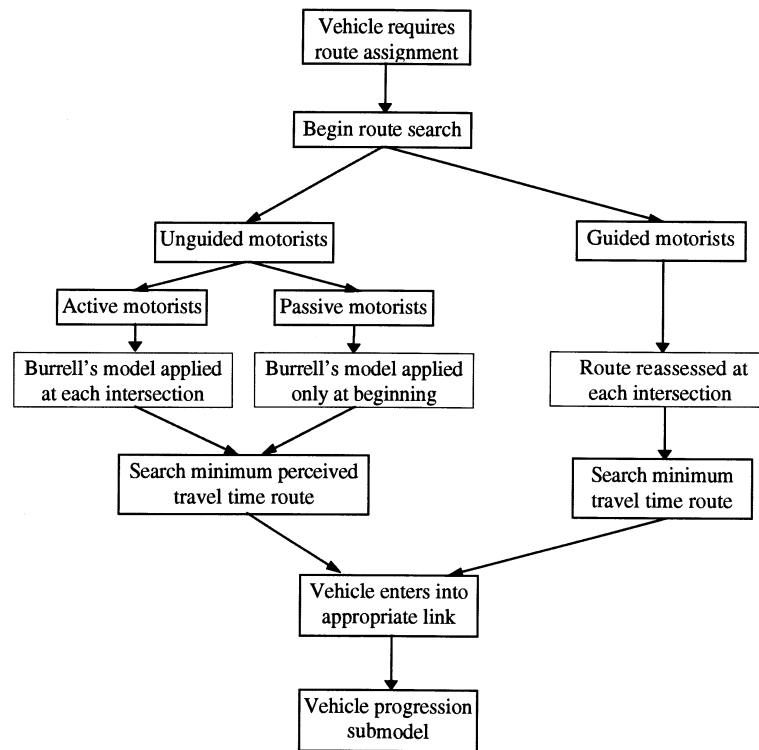 Vehicle requires
route assignment
Begin route search
Unguided motorists
Guided motorists
Active motorists
Passive motorists
Burrell's model applied
at each intersection
Burrell's model applied
only at beginning
Route reassessed at
each intersection
Search minimum perceived
travel time route
Search minimum
travel time route
Vehicle enters into
appropriate link
Vehicle progression
submodel